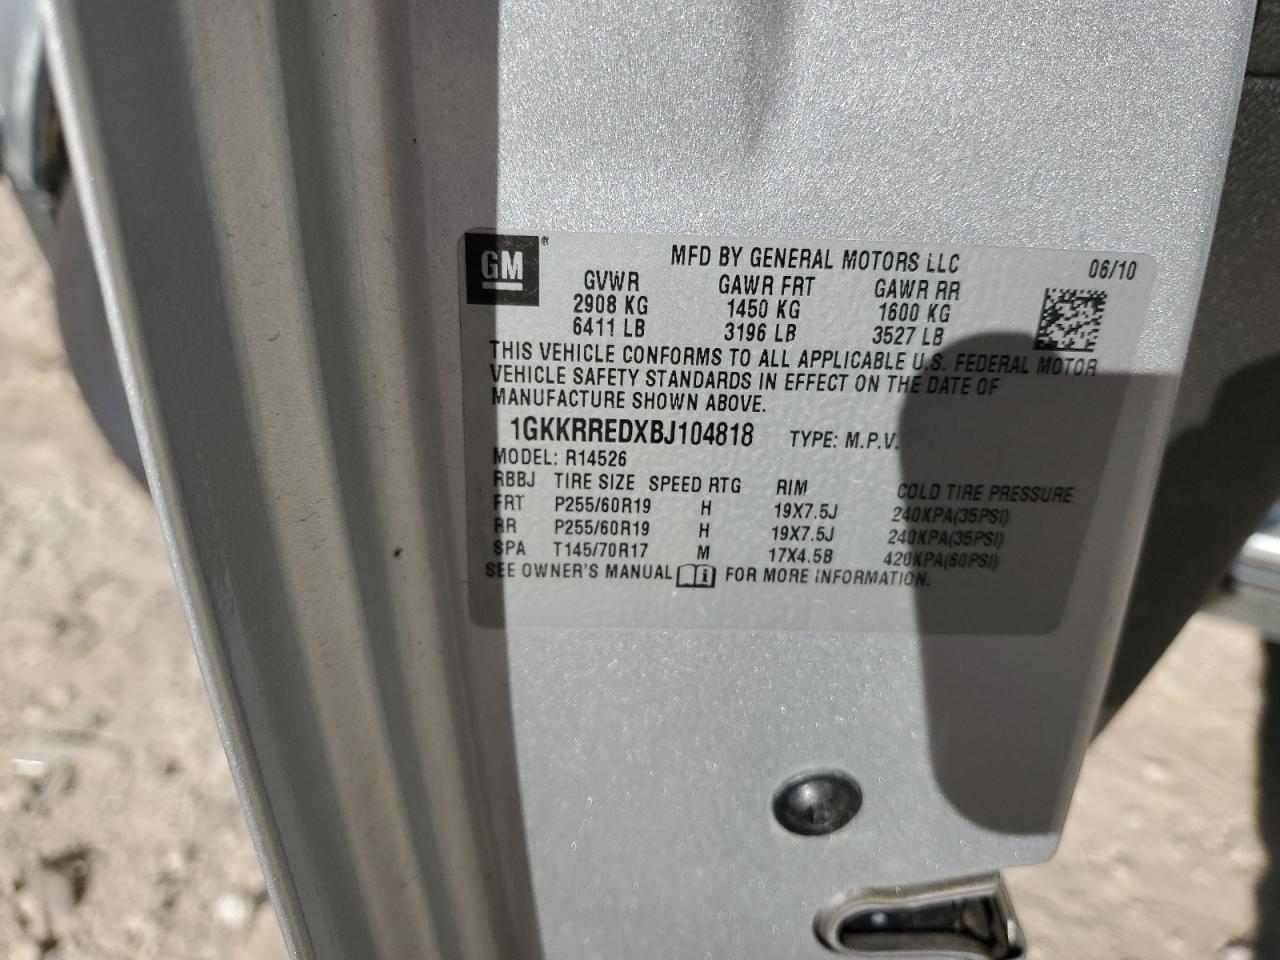 GM® MFD BY GENERAL MOTORS LLC 06/10
GVWR GAWR FRT GAWR RR
2908 KG 1450 KG 1600 KG
6411 LB 3196 LB 3527 LB
THIS VEHICLE CONFORMS TO ALL APPLICABLE U.S. FEDERAL MOTOR
VEHICLE SAFETY STANDARDS IN EFFECT ON THE DATE OF
MANUFACTURE SHOWN ABOVE.
1GKKRREDXBJ104818 TYPE: M.P.V.
MODEL: R14526
RBBJ TIRE SIZE SPEED RTG RIM COLD TIRE PRESSURE
FRT P255/60R19 H 19X7.5J 240KPA(35PSI)
RR P255/60R19 H 19X7.5J 240KPA(35PSI)
SPA T145/70R17 M 17X4.5B 420KPA(60PSI)
SEE OWNER'S MANUAL FOR MORE INFORMATION.